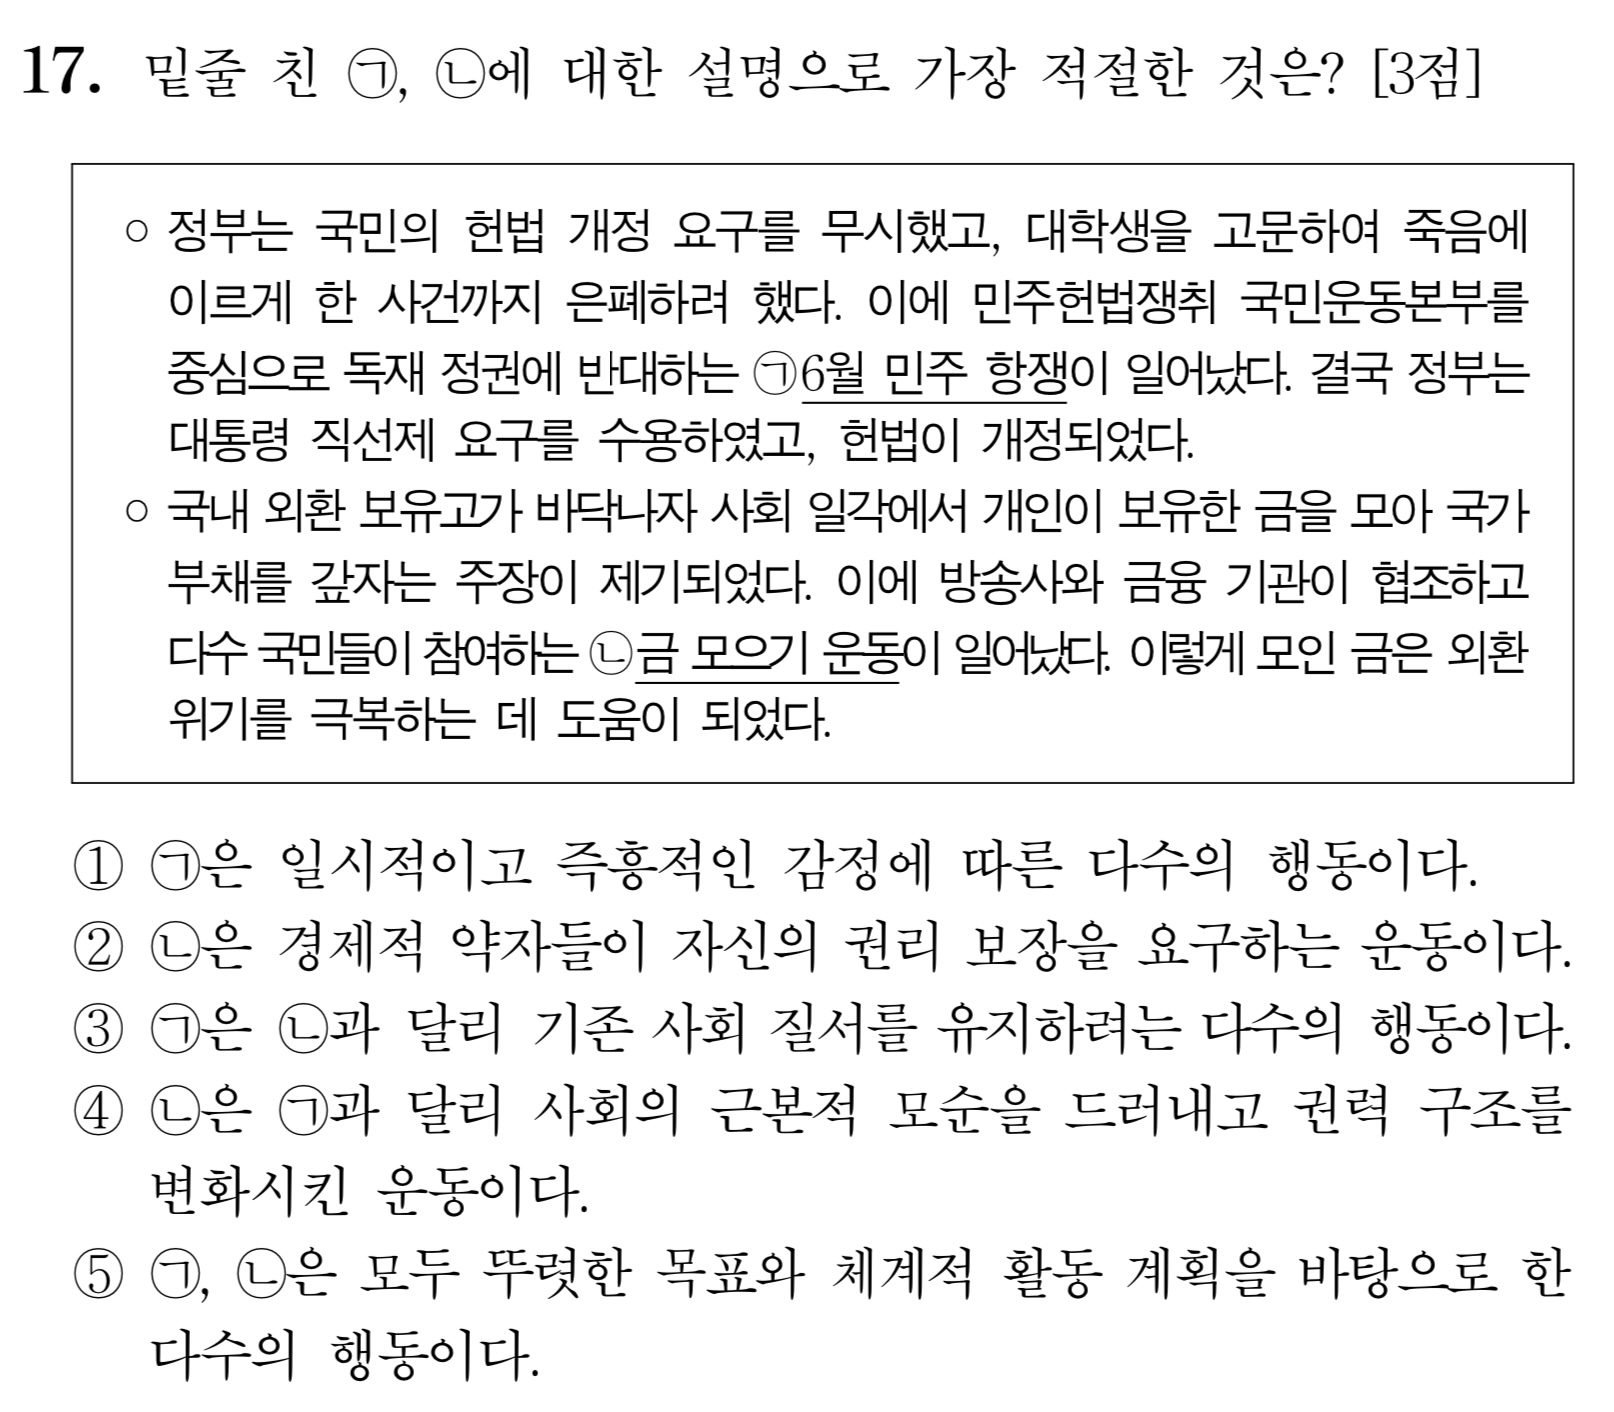 17. 밑줄 친 ㉠, ㉡에 대한 설명으로 가장 적절한 것은? [3점]
○ 정부는 국민의 헌법 개정 요구를 무시했고, 대학생을 고문하여 죽음에
이르게 한 사건까지 은폐하려 했다. 이에 민주헌법쟁취 국민운동본부를
중심으로 독재 정권에 반대하는 ㉠6월 민주 항쟁이 일어났다. 결국 정부는
대통령 직선제 요구를 수용하였고, 헌법이 개정되었다.
○ 국내 외환 보유고가 바닥나자 사회 일각에서 개인이 보유한 금을 모아 국가
부채를 갚자는 주장이 제기되었다. 이에 방송사와 금융 기관이 협조하고
다수 국민들이 참여하는 ㉡금 모으기 운동이 일어났다. 이렇게 모인 금은 외환
위기를 극복하는 데 도움이 되었다.
① ㉠은 일시적이고 즉흥적인 감정에 따른 다수의 행동이다.
② ㉡은 경제적 약자들이 자신의 권리 보장을 요구하는 운동이다.
③ ㉠은 ㉡과 달리 기존 사회 질서를 유지하려는 다수의 행동이다.
④ ㉡은 ㉠과 달리 사회의 근본적 모순을 드러내고 권력 구조를
변화시킨 운동이다.
⑤ ㉠, ㉡은 모두 뚜렷한 목표와 체계적 활동 계획을 바탕으로 한
다수의 행동이다.